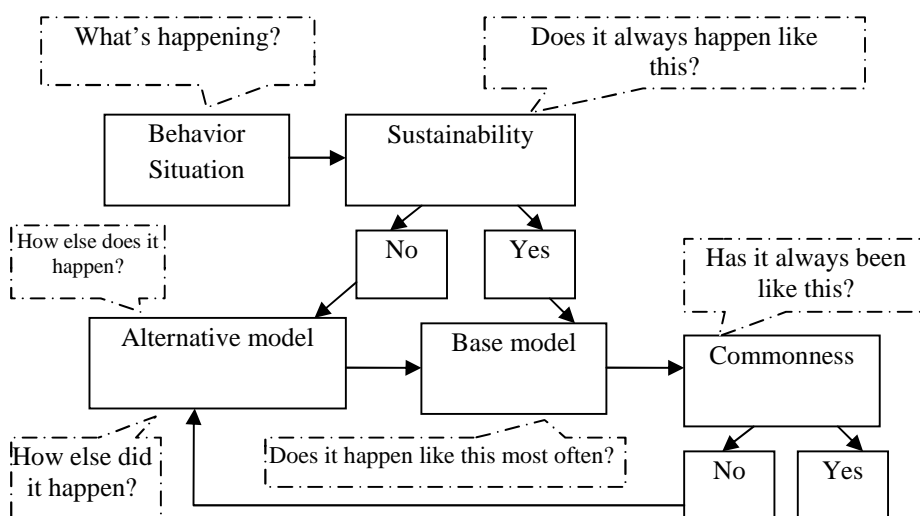 What’s happening?
Does it always happen like
this?
Behavior
Situation
Sustainability
How else does it
happen?
No
Yes
Has it always been
like this?
Alternative model
Base model
Commonness
How else did
it happen?
Does it happen like this most often?
No
Yes